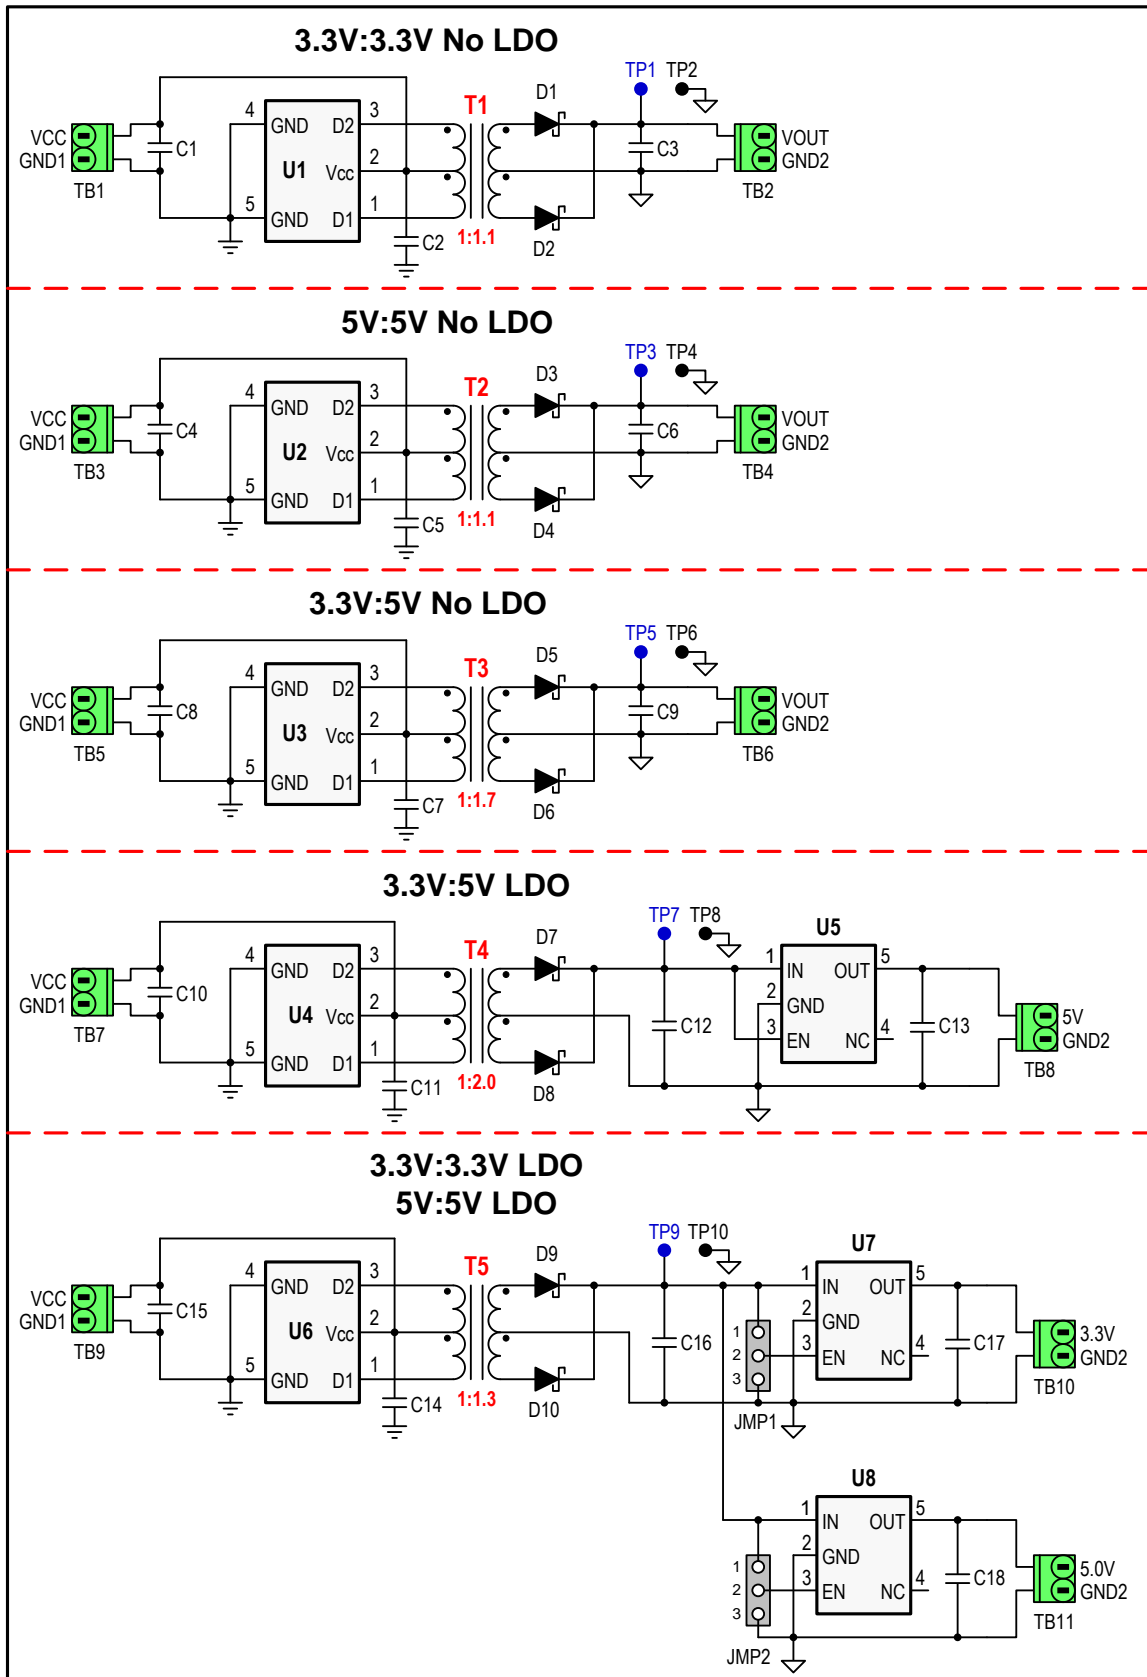 3.3V:3.3V No LDO
TP1 TP2
T1 D1
VCC
GND1
TB1
C1
4 GND D2 3
U1 Vcc 2
5 GND D1 1
C2
1:1.1
D2
C3
VOUT
GND2
TB2
5V:5V No LDO
TP3 TP4
T2 D3
VCC
GND1
TB3
C4
4 GND D2 3
U2 Vcc 2
5 GND D1 1
C5
1:1.1
D4
C6
VOUT
GND2
TB4
3.3V:5V No LDO
TP5 TP6
T3 D5
VCC
GND1
TB5
C8
4 GND D2 3
U3 Vcc 2
5 GND D1 1
C7
1:1.7
D6
C9
VOUT
GND2
TB6
3.3V:5V LDO
TP7 TP8
T4 D7
VCC
GND1
TB7
C10
4 GND D2 3
U4 Vcc 2
5 GND D1 1
C11
1:2.0
D8
C12
U5
1 IN OUT 5
2 GND
3 EN NC 4
C13
5V
GND2
TB8
3.3V:3.3V LDO
5V:5V LDO
TP9 TP10
T5 D9
VCC
GND1
TB9
C15
4 GND D2 3
U6 Vcc 2
5 GND D1 1
C14
1:1.3
D10
C16
1
2
3
JMP1
U7
1 IN OUT 5
2 GND
3 EN NC 4
C17
3.3V
GND2
TB10
1
2
3
JMP2
U8
1 IN OUT 5
2 GND
3 EN NC 4
C18
5.0V
GND2
TB11